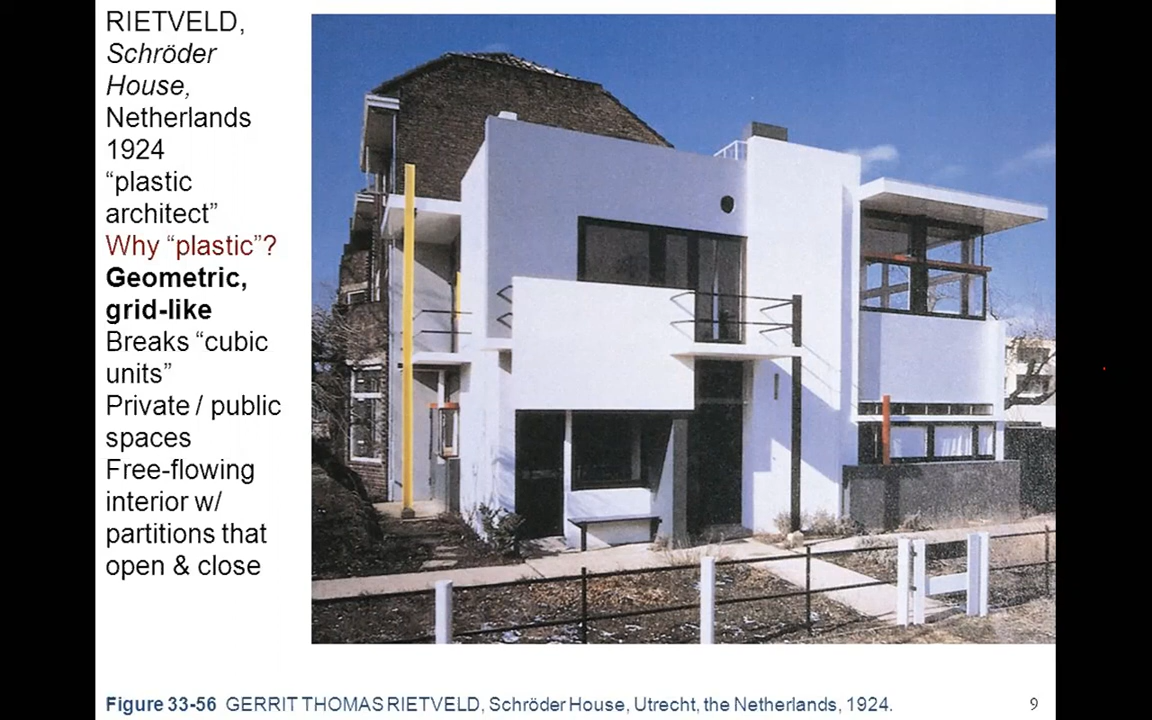 RIETVELD,
Schröder
House,
Netherlands
1924
“plastic
architect”
Why “plastic”?
Geometric,
grid-like
Breaks “cubic
units”
Private / public
spaces
Free-flowing
interior w/
partitions that
open & close
Figure 33-56 GERRIT THOMAS RIETVELD, Schröder House, Utrecht, the Netherlands, 1924.
9